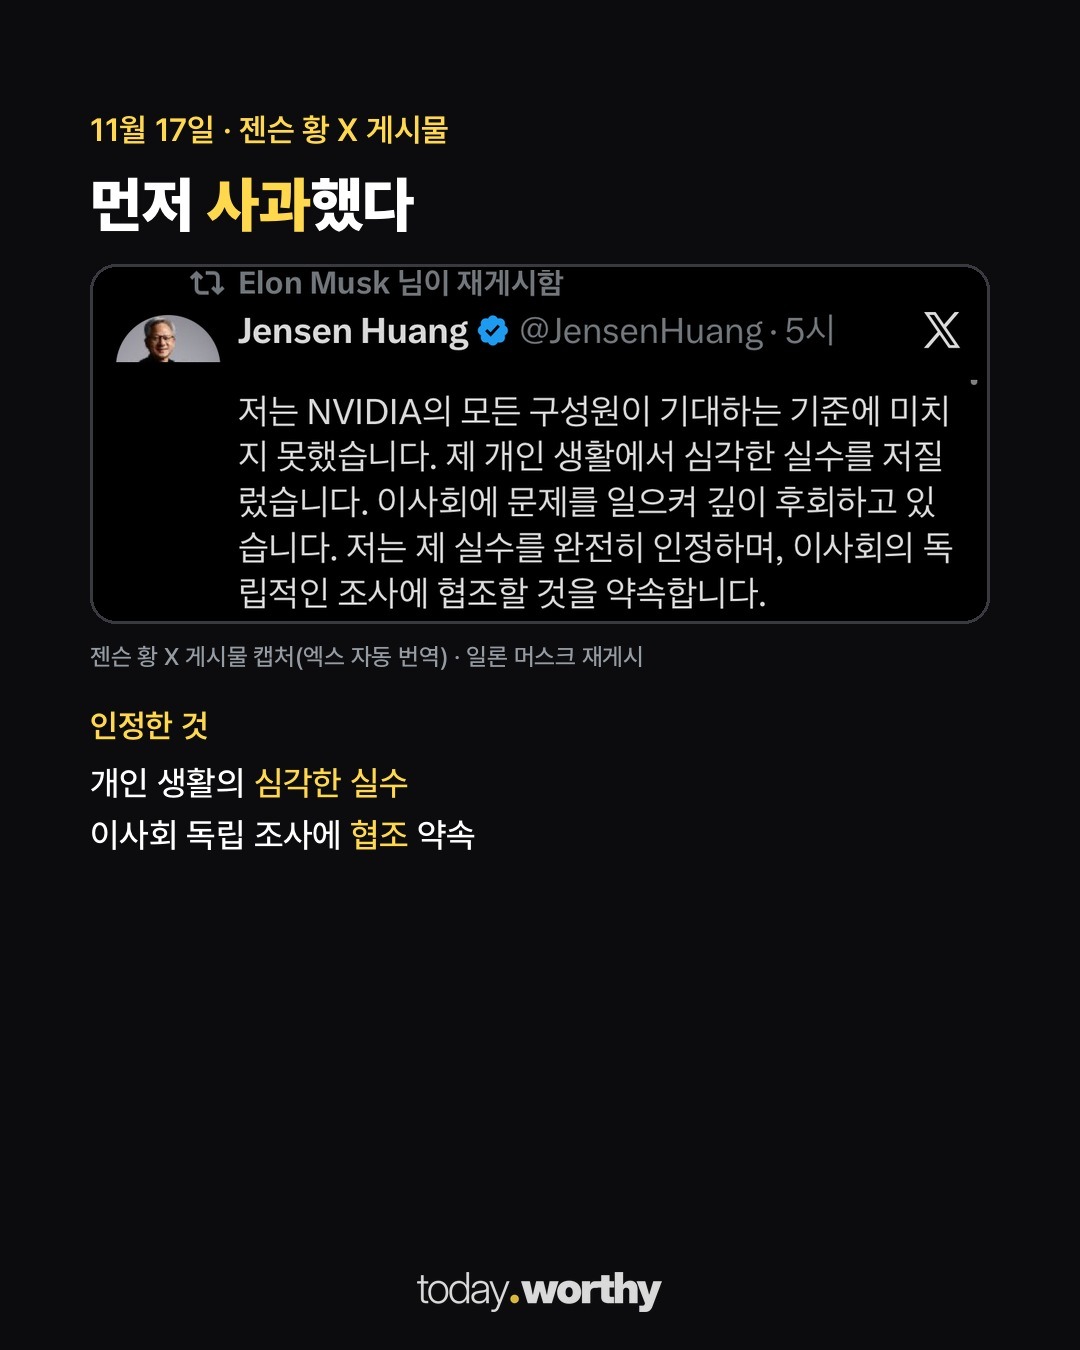 11월 17일 · 젠슨 황 X 게시물
먼저 사과했다
Elon Musk 님이 재게시함
Jensen Huang @JensenHuang · 5시
저는 NVIDIA의 모든 구성원이 기대하는 기준에 미치
지 못했습니다. 제 개인 생활에서 심각한 실수를 저질
렀습니다. 이사회에 문제를 일으켜 깊이 후회하고 있
습니다. 저는 제 실수를 완전히 인정하며, 이사회의 독
립적인 조사에 협조할 것을 약속합니다.
젠슨 황 X 게시물 캡처(엑스 자동 번역) · 일론 머스크 재게시
인정한 것
개인 생활의 심각한 실수
이사회 독립 조사에 협조 약속
today.worthy